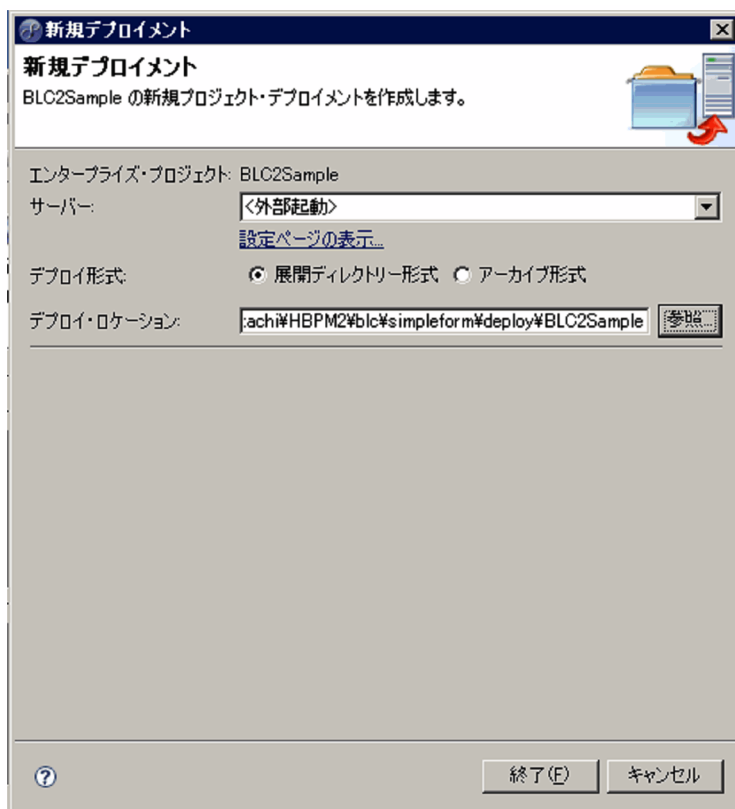 新規デプロイメント
新規デプロイメント
BLC2Sample の新規プロジェクト・デプロイメントを作成します。
エンタープライズ・プロジェクト: BLC2Sample
サーバー: <外部起動>
設定ページの表示...
デプロイ形式: 展開ディレクトリー形式 アーカイブ形式
デプロイ・ロケーション: :achi¥HBPM2¥blc¥simpleform¥deploy¥BLC2Sample 参照...
? 終了(F) キャンセル